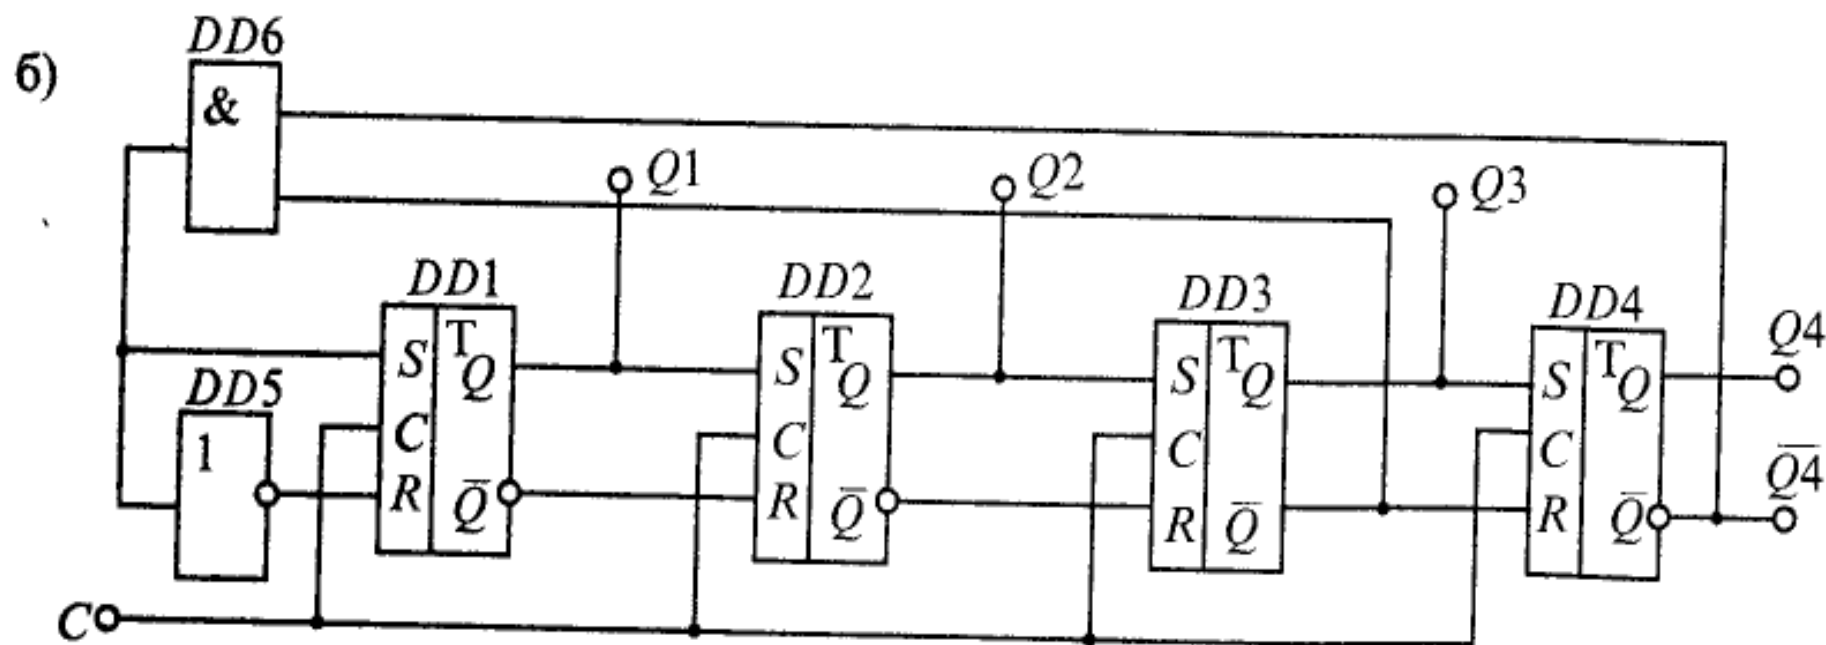 б)
DD6
&
Q1
Q2
Q3
DD1
DD2
DD3
DD4
S T Q
C
R Q̅
S T Q
C
R Q̅
S T Q
C
R Q̅
S T Q
C
R Q̅
Q4
Q̅4̅
DD5
1
C